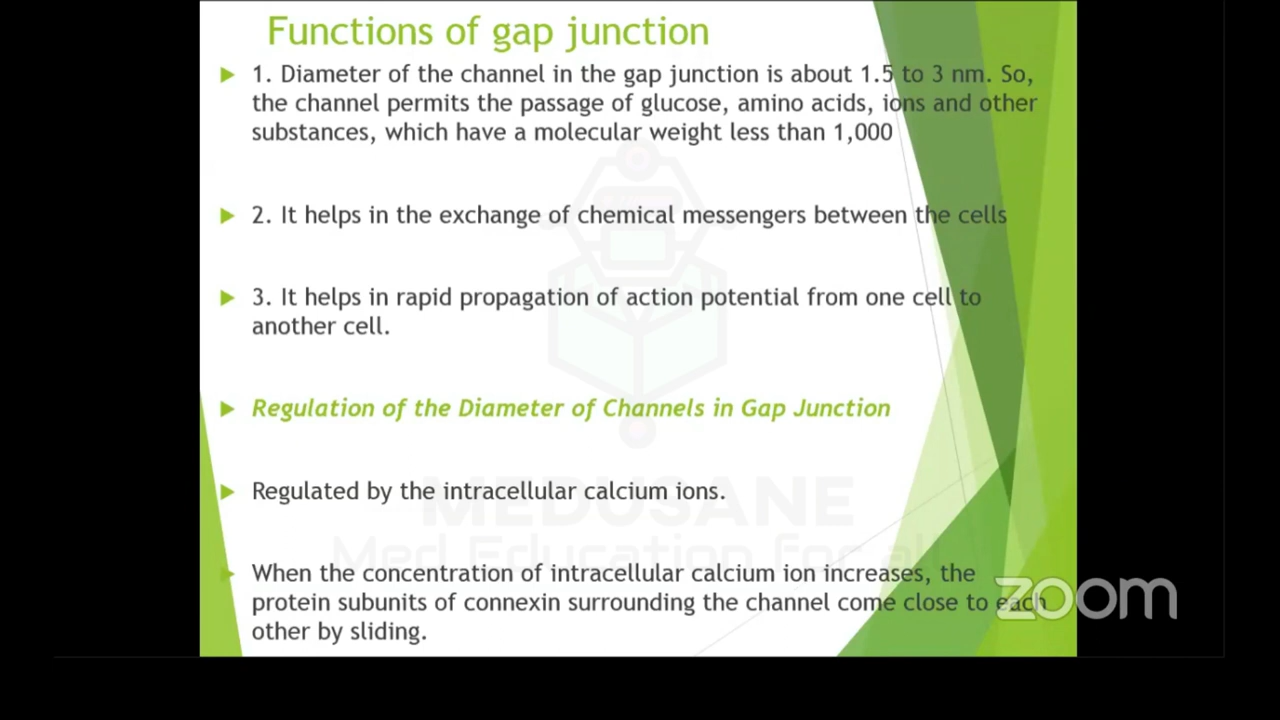 Functions of gap junction
1. Diameter of the channel in the gap junction is about 1.5 to 3 nm. So,
the channel permits the passage of glucose, amino acids, ions and other
substances, which have a molecular weight less than 1,000
2. It helps in the exchange of chemical messengers between the cells
3. It helps in rapid propagation of action potential from one cell to
another cell.
Regulation of the Diameter of Channels in Gap Junction
Regulated by the intracellular calcium ions.
MEDUSANE
Med Education for all
When the concentration of intracellular calcium ion increases, the
protein subunits of connexin surrounding the channel come close to each
other by sliding.
zoom